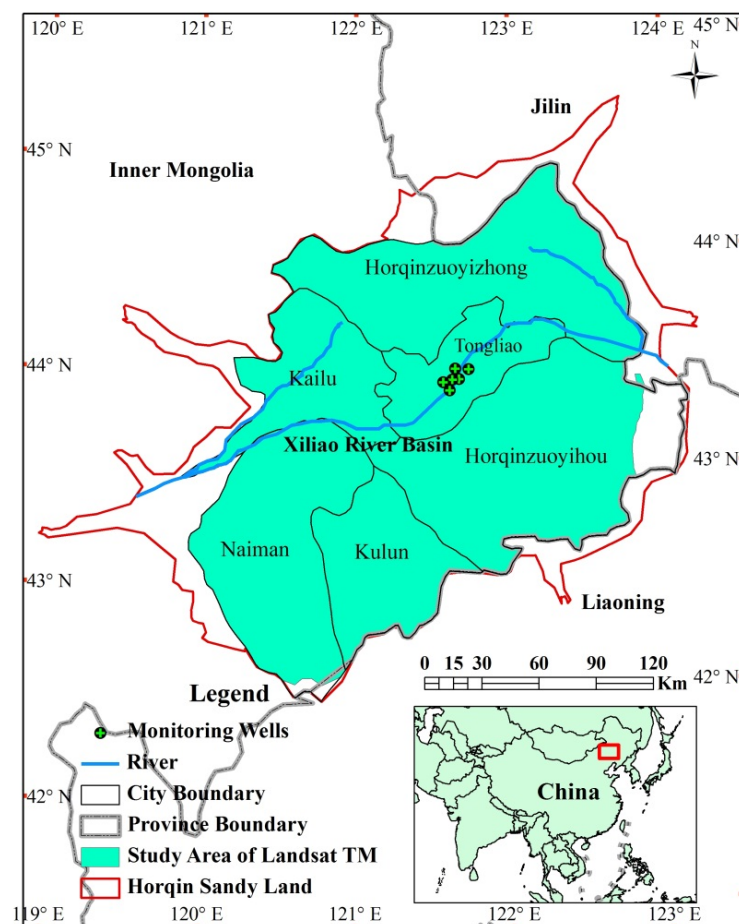 120° E 121° E 122° E 123° E 124° E 45° N
N
Jilin
45° N
Inner Mongolia
44° N
Horqinzuoyizhong
Tongliao
44° N
Kailu
Xiliao River Basin
Horqinzuoyihou
43° N
Naiman
Kulun
43° N
Liaoning
0 15 30 60 90 120
Km
42° N
Legend
Monitoring Wells
River
City Boundary
Province Boundary
Study Area of Landsat TM
Horqin Sandy Land
42° N
China
119° E 120° E 121° E 122° E 123° E